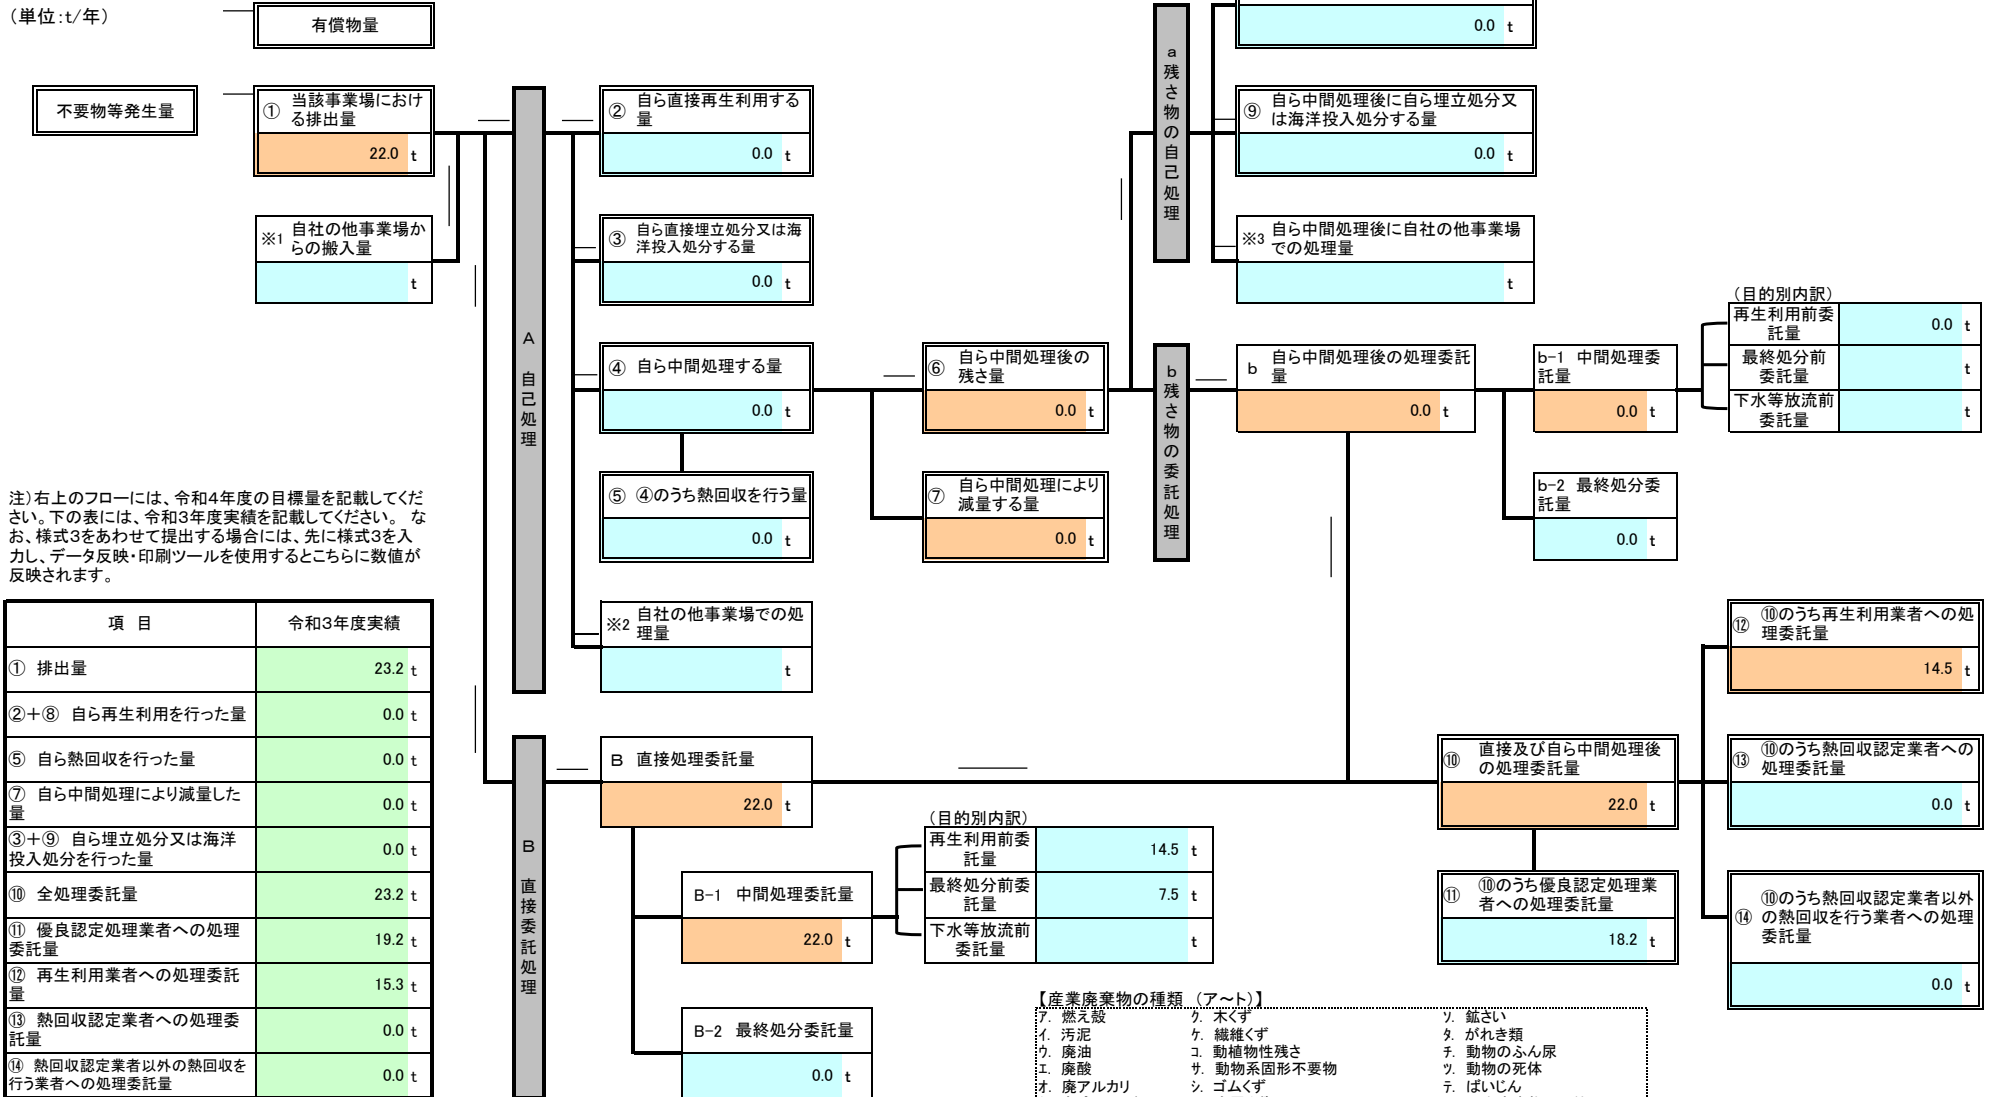 （単位:t/年）
有償物量
0.0 t
不要物等発生量
① 当該事業場におけ
る排出量
22.0 t
※1 自社の他事業場か
らの搬入量
t
A 自己処理
② 自ら直接再生利用する
量
0.0 t
③ 自ら直接埋立処分又は海
洋投入処分する量
0.0 t
④ 自ら中間処理する量
0.0 t
⑤ ④のうち熱回収を行う量
0.0 t
※2 自社の他事業場での処
理量
t
⑥ 自ら中間処理後の
残さ量
0.0 t
⑦ 自ら中間処理により
減量する量
0.0 t
a 残さ物の自己処理
⑨ 自ら中間処理後に自ら埋立処分又
は海洋投入処分する量
0.0 t
※3 自ら中間処理後に自社の他事業場
での処理量
t
b 残さ物の委託処理
b 自ら中間処理後の処理委託
量
0.0 t
b-1 中間処理委
託量
0.0 t
b-2 最終処分委
託量
0.0 t
（目的別内訳）
再生利用前委
託量
0.0 t
最終処分前
委託量
t
下水等放流前
委託量
t
注）右上のフローには、令和4年度の目標量を記載してくだ
さい。下の表には、令和3年度実績を記載してください。 な
お、様式3をあわせて提出する場合には、先に様式3を入
力し、データ反映・印刷ツールを使用するとこちらに数値が
反映されます。
項 目 令和3年度実績
① 排出量 23.2 t
②＋⑧ 自ら再生利用を行った量 0.0 t
⑤ 自ら熱回収を行った量 0.0 t
⑦ 自ら中間処理により減量した
量 0.0 t
③＋⑨ 自ら埋立処分又は海洋
投入処分を行った量 0.0 t
⑩ 全処理委託量 23.2 t
⑪ 優良認定処理業者への処理
委託量 19.2 t
⑫ 再生利用業者への処理委託
量 15.3 t
⑬ 熱回収認定業者への処理委
託量 0.0 t
⑭ 熱回収認定業者以外の熱回収を
行う業者への処理委託量 0.0 t
B 直接委託処理
B 直接処理委託量
22.0 t
B-1 中間処理委託量
22.0 t
B-2 最終処分委託量
0.0 t
（目的別内訳）
再生利用前委
託量
14.5 t
最終処分前委
託量
7.5 t
下水等放流前
委託量
t
⑩ 直接及び自ら中間処理後
の処理委託量
22.0 t
⑪ ⑩のうち優良認定処理業
者への処理委託量
18.2 t
⑫ ⑩のうち再生利用業者への処
理委託量
14.5 t
⑬ ⑩のうち熱回収認定業者への
処理委託量
0.0 t
⑭ ⑩のうち熱回収認定業者以外
の熱回収を行う業者への処理
委託量
0.0 t
【産業廃棄物の種類 （ア～ト）】
ア. 燃え殻 ク. 木くず ソ. 鉱さい
イ. 汚泥 ケ. 繊維くず タ. がれき類
ウ. 廃油 コ. 動植物性残さ チ. 動物のふん尿
エ. 廃酸 サ. 動物系固形不要物 ツ. 動物の死体
オ. 廃アルカリ シ. ゴムくず テ. ばいじん